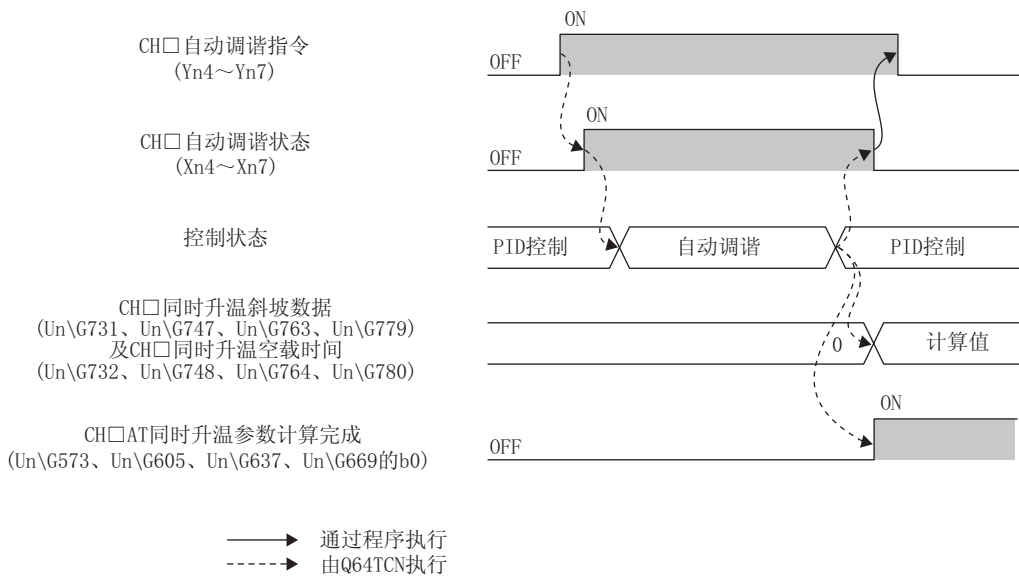 ON
CH□自动调谐指令
(Yn4～Yn7)
OFF
ON
CH□自动调谐状态
(Xn4～Xn7)
OFF
控制状态
PID控制
自动调谐
PID控制
CH□同时升温斜坡数据
(Un\G731、Un\G747、Un\G763、Un\G779)
及CH□同时升温空载时间
(Un\G732、Un\G748、Un\G764、Un\G780)
0
计算值
ON
CH□AT同时升温参数计算完成
(Un\G573、Un\G605、Un\G637、Un\G669的b0)
OFF
通过程序执行
由Q64TCN执行